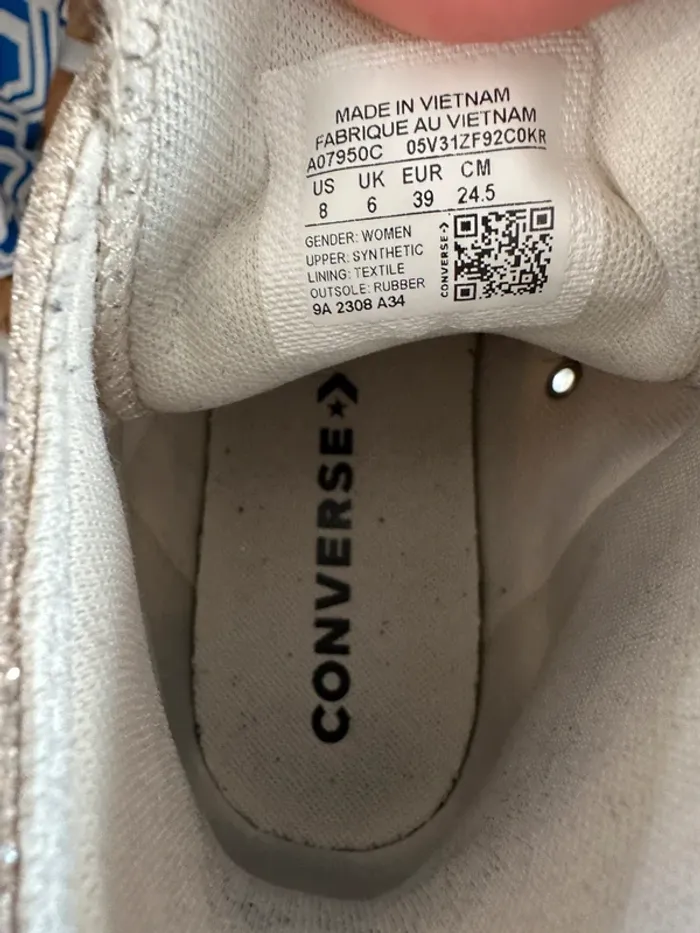 MADE IN VIETNAM
FABRIQUE AU VIETNAM
A07950C 05V31ZF92C0KR
US UK EUR CM
8 6 39 24.5
GENDER: WOMEN
UPPER: SYNTHETIC
LINING: TEXTILE
OUTSOLE: RUBBER
9A 2308 A34
CONVERSE
CONVERSE